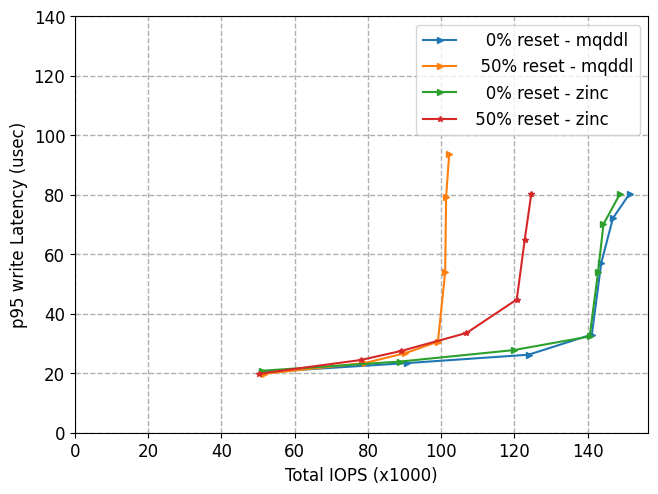 140
120
100
80
60
40
20
0
p95 write Latency (usec)
0% reset - mqddl
50% reset - mqddl
0% reset - zinc
50% reset - zinc
0 20 40 60 80 100 120 140
Total IOPS (x1000)